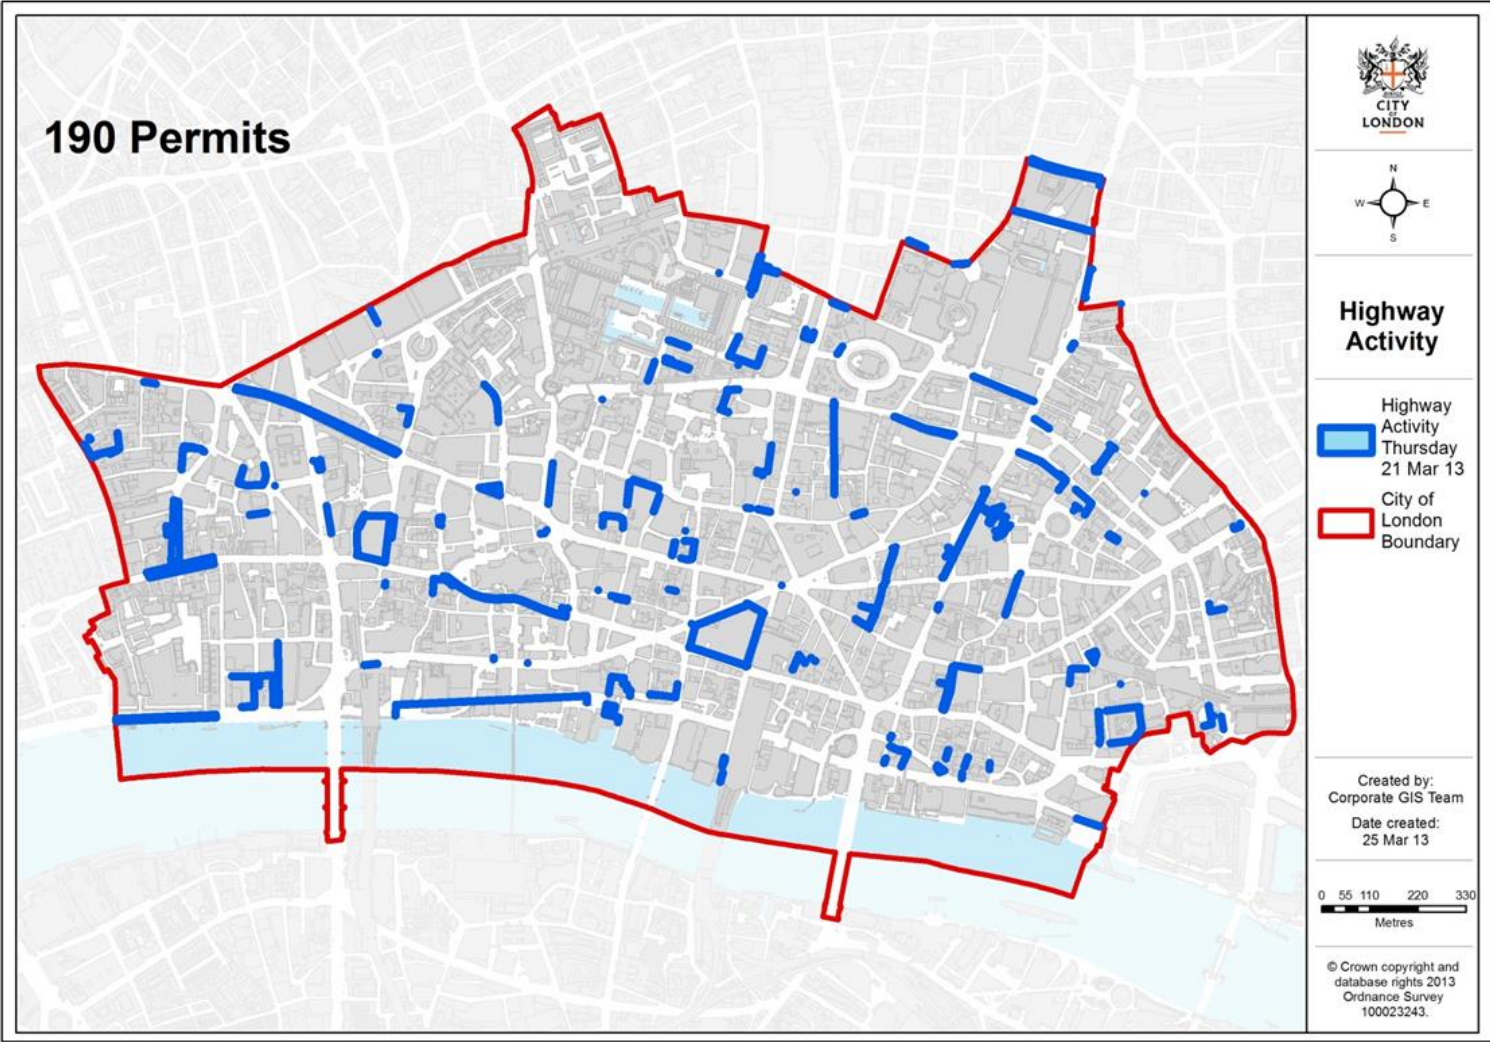 190 Permits
CITY
OF
LONDON
N
W
E
S
Highway
Activity
Highway
Activity
Thursday
21 Mar 13
City of
London
Boundary
Created by:
Corporate GIS Team
Date created:
25 Mar 13
0 55 110 220 330
Metres
© Crown copyright and
database rights 2013
Ordnance Survey
100023243.